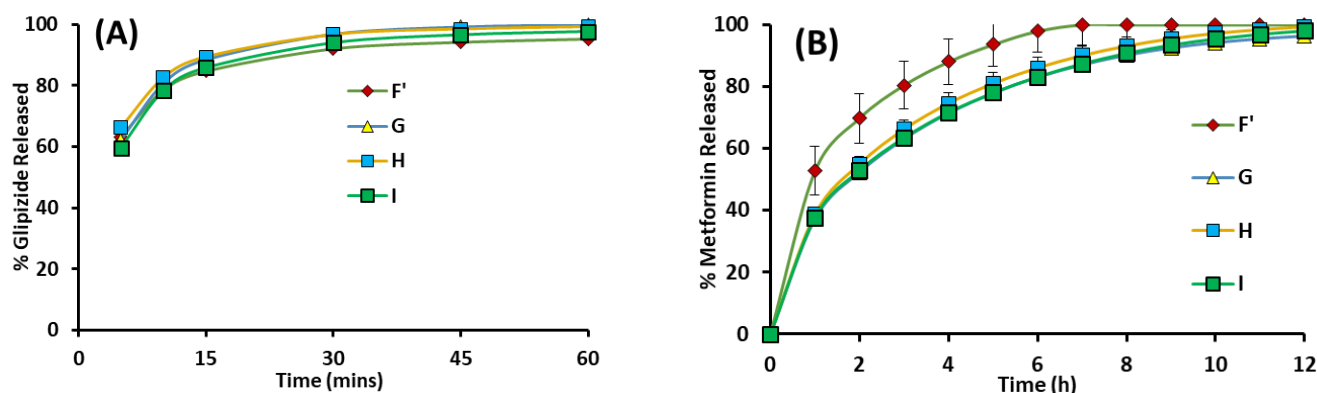 (A)
% Glipizide Released
100
80
60
40
20
0
0 15 30 45 60
Time (mins)
F'
G
H
I
(B)
% Metformin Released
100
80
60
40
20
0
0 2 4 6 8 10 12
Time (h)
F'
G
H
I